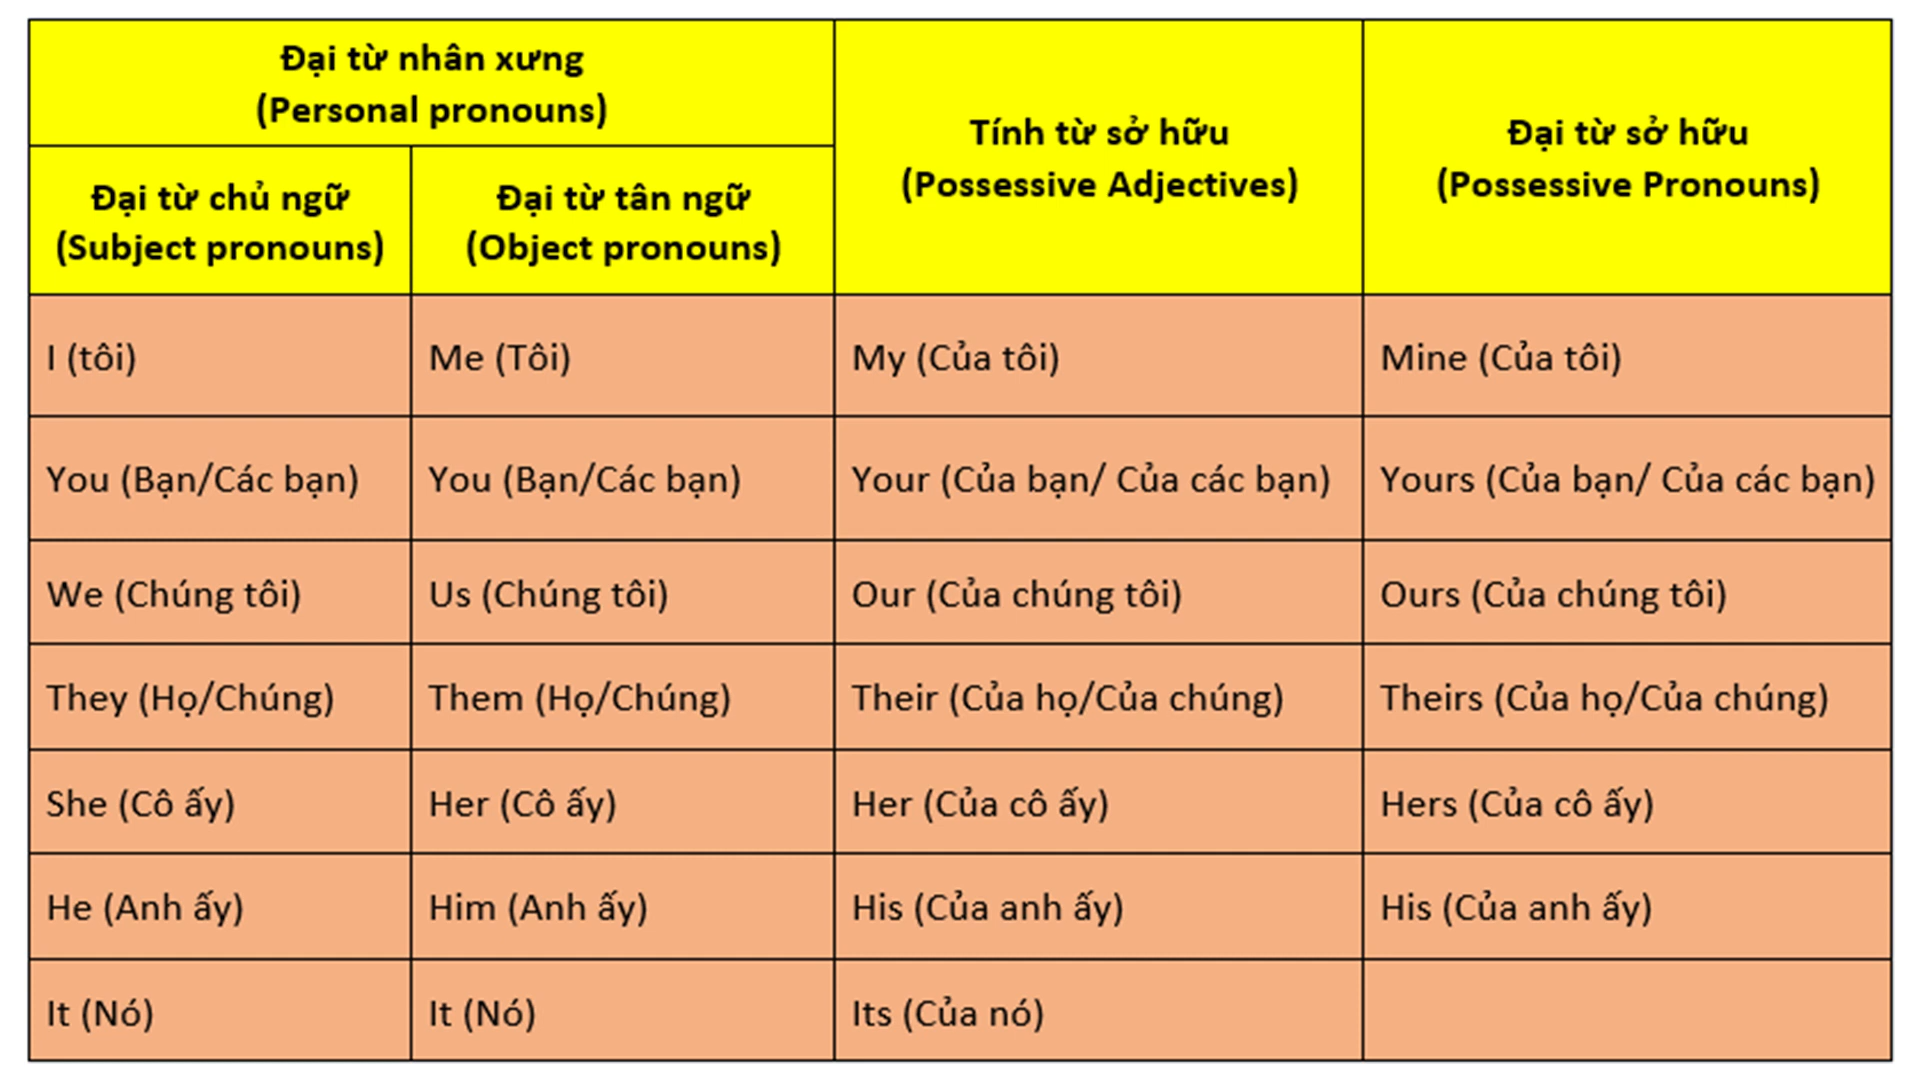 Đại từ nhân xưng
(Personal pronouns)
Tính từ sở hữu
(Possessive Adjectives)
Đại từ sở hữu
(Possessive Pronouns)
Đại từ chủ ngữ
(Subject pronouns)
Đại từ tân ngữ
(Object pronouns)
I (tôi)
Me (Tôi)
My (Của tôi)
Mine (Của tôi)
You (Bạn/Các bạn)
You (Bạn/Các bạn)
Your (Của bạn/ Của các bạn)
Yours (Của bạn/ Của các bạn)
We (Chúng tôi)
Us (Chúng tôi)
Our (Của chúng tôi)
Ours (Của chúng tôi)
They (Họ/Chúng)
Them (Họ/Chúng)
Their (Của họ/Của chúng)
Theirs (Của họ/Của chúng)
She (Cô ấy)
Her (Cô ấy)
Her (Của cô ấy)
Hers (Của cô ấy)
He (Anh ấy)
Him (Anh ấy)
His (Của anh ấy)
His (Của anh ấy)
It (Nó)
It (Nó)
Its (Của nó)